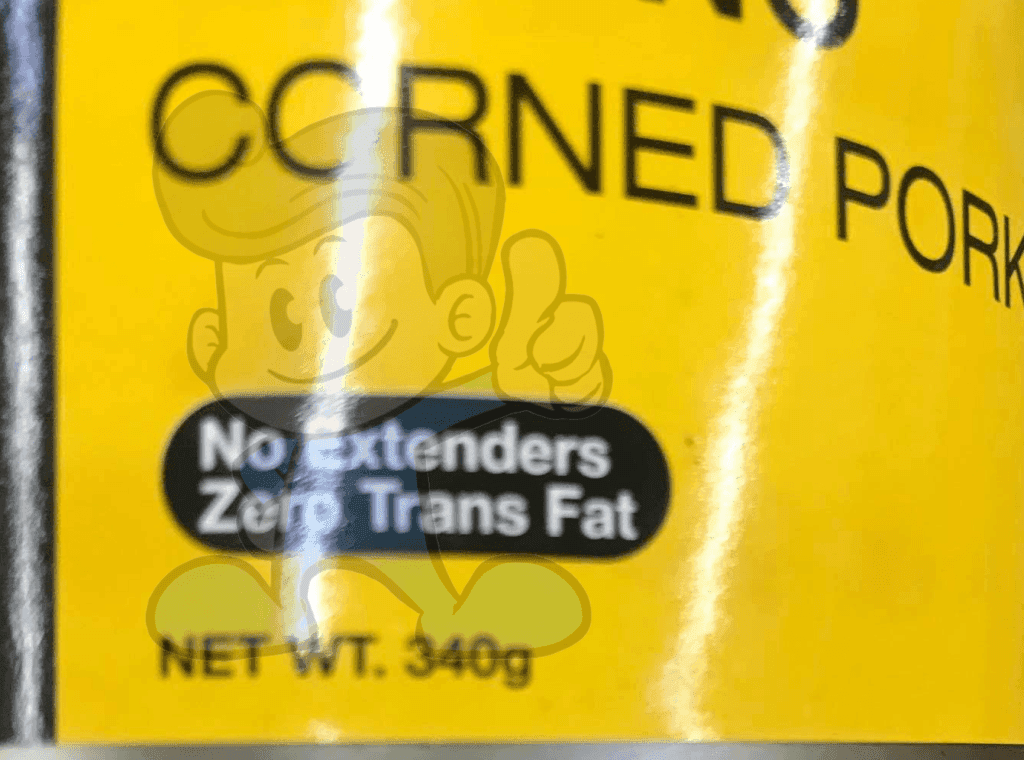 CORNED PORK
No Extenders
Zero Trans Fat
NET WT. 340g